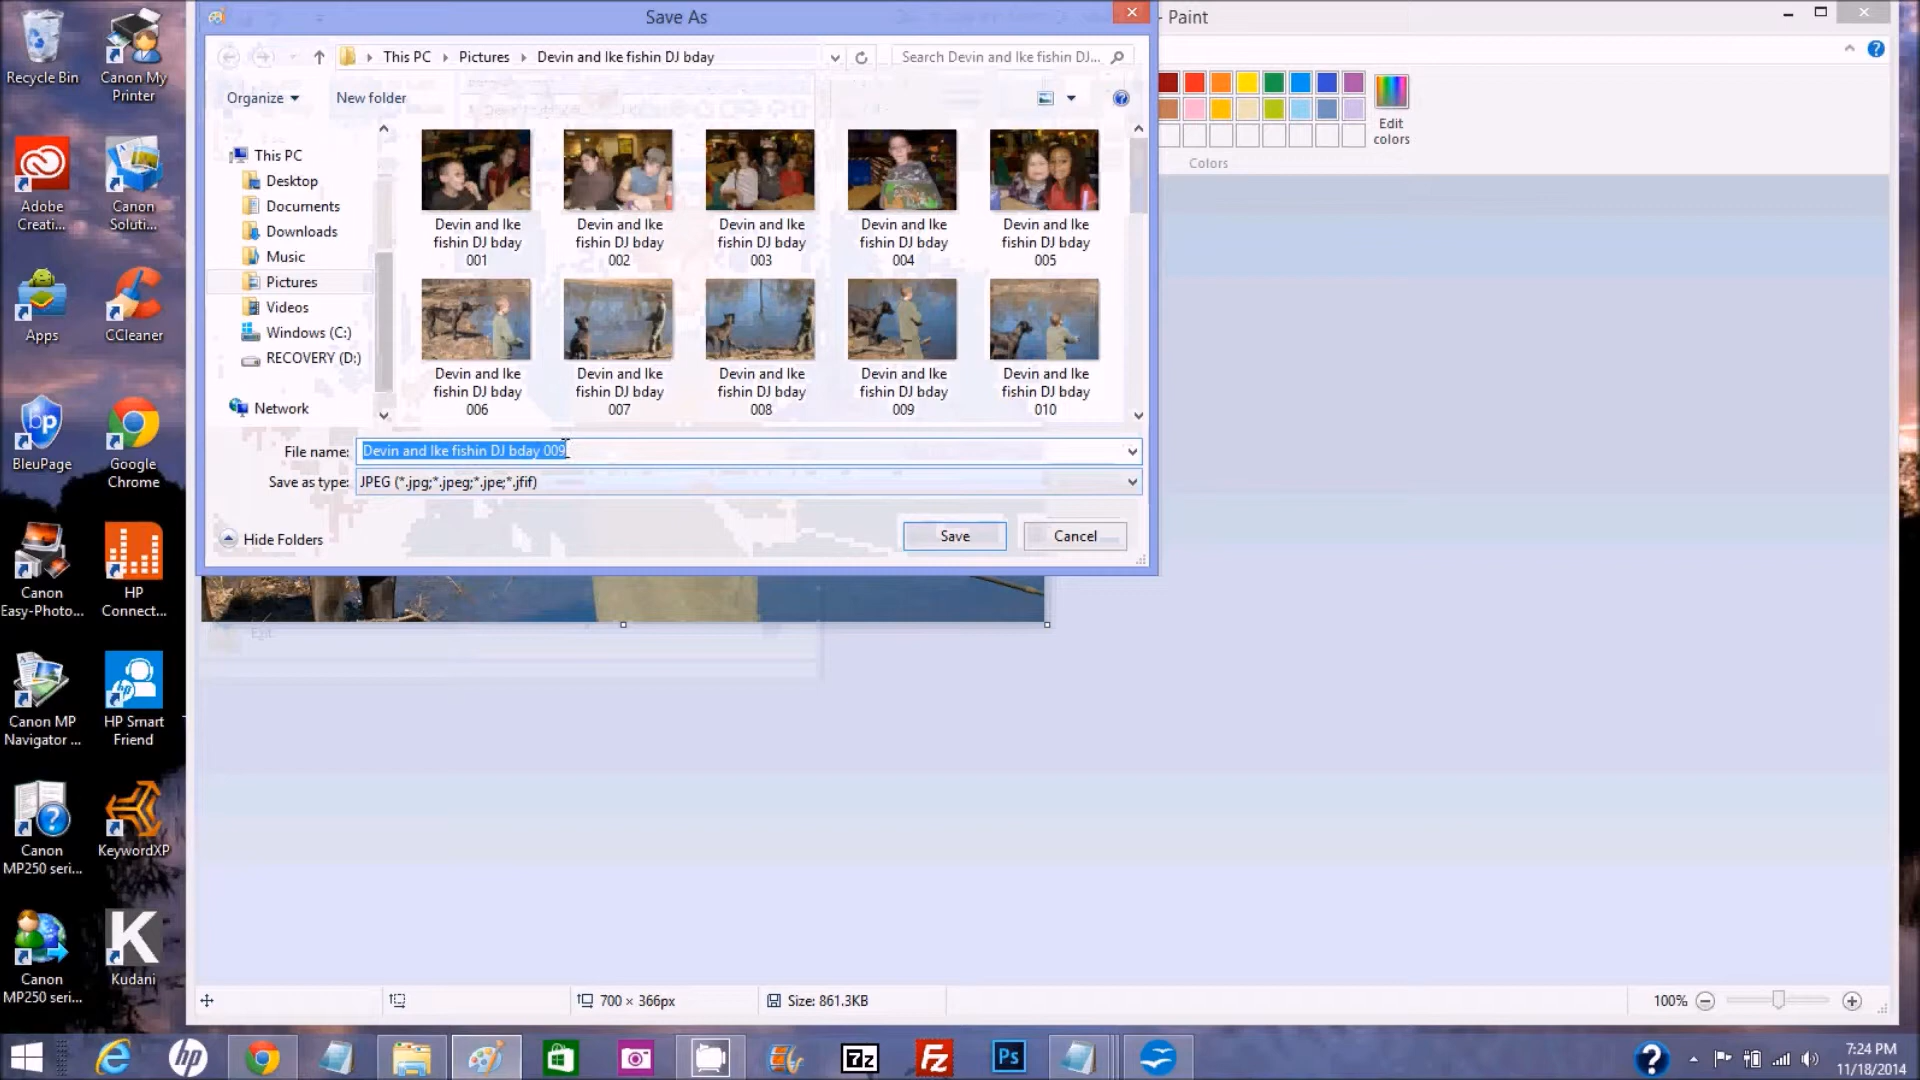 Save As
- Paint
This PC
Pictures
Devin and Ike fishin DJ bday
Search Devin and Ike fishin DJ...
Organize
New folder
This PC
Desktop
Documents
Downloads
Music
Pictures
Videos
Windows (C:)
RECOVERY (D:)
Network
Devin and Ike
fishin DJ bday
001
Devin and Ike
fishin DJ bday
002
Devin and Ike
fishin DJ bday
003
Devin and Ike
fishin DJ bday
004
Devin and Ike
fishin DJ bday
005
Devin and Ike
fishin DJ bday
006
Devin and Ike
fishin DJ bday
007
Devin and Ike
fishin DJ bday
008
Devin and Ike
fishin DJ bday
009
Devin and Ike
fishin DJ bday
010
File name: Devin and Ike fishin DJ bday 009
Save as type: JPEG (*.jpg;*.jpeg;*.jpe;*.jfif)
Hide Folders
Save
Cancel
Edit
colors
Colors
Exit
Recycle Bin
Canon My
Printer
Adobe
Creati...
Canon
Soluti...
Apps
CCleaner
bp
BleuPage
Google
Chrome
Canon
Easy-Photo...
HP
Connect...
Canon MP
Navigator ...
hp
HP Smart
Friend
Canon
MP250 seri...
KeywordXP
Canon
MP250 seri...
K
Kudani
700 × 366px
Size: 861.3KB
100%
hp
7z
Fz
Ps
7:24 PM
11/18/2014